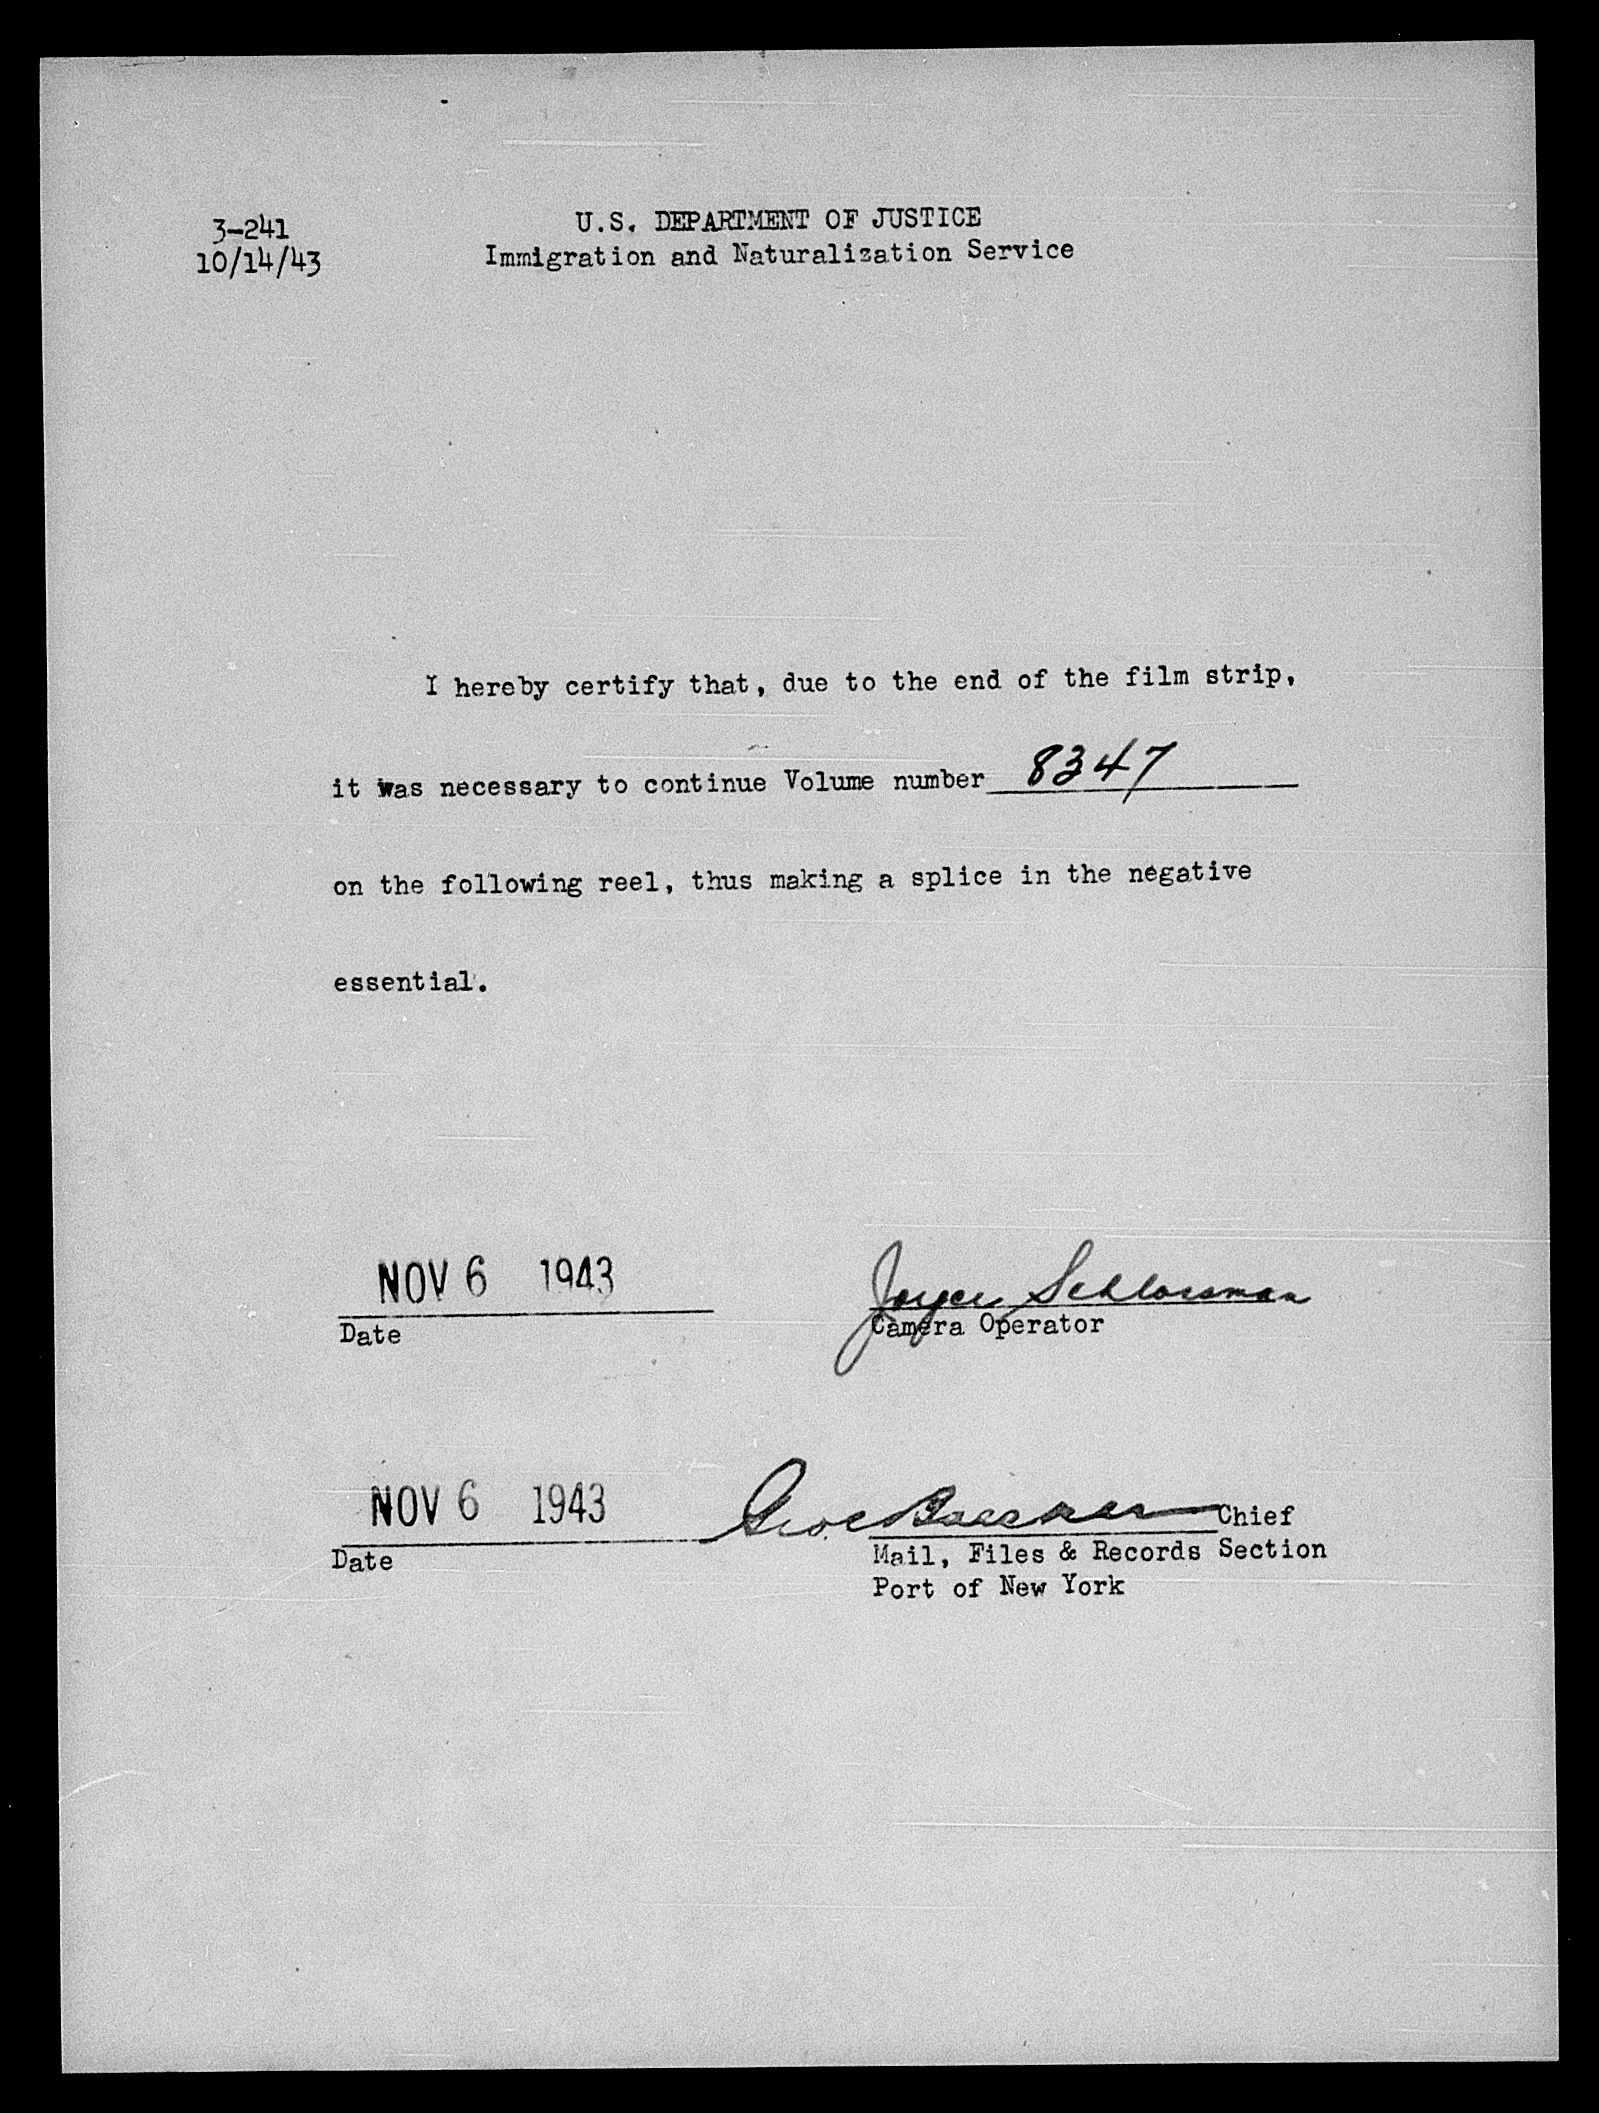 3-241
10/14/43
U.S. DEPARTMENT OF JUSTICE
Immigration and Naturalization Service
I hereby certify that, due to the end of the film strip,
it was necessary to continue Volume number 8347
on the following reel, thus making a splice in the negative
essential.
NOV 6 1943
Date
Joyce Schlossman
Camera Operator
NOV 6 1943
Date
Chief
Mail, Files & Records Section
Port of New York